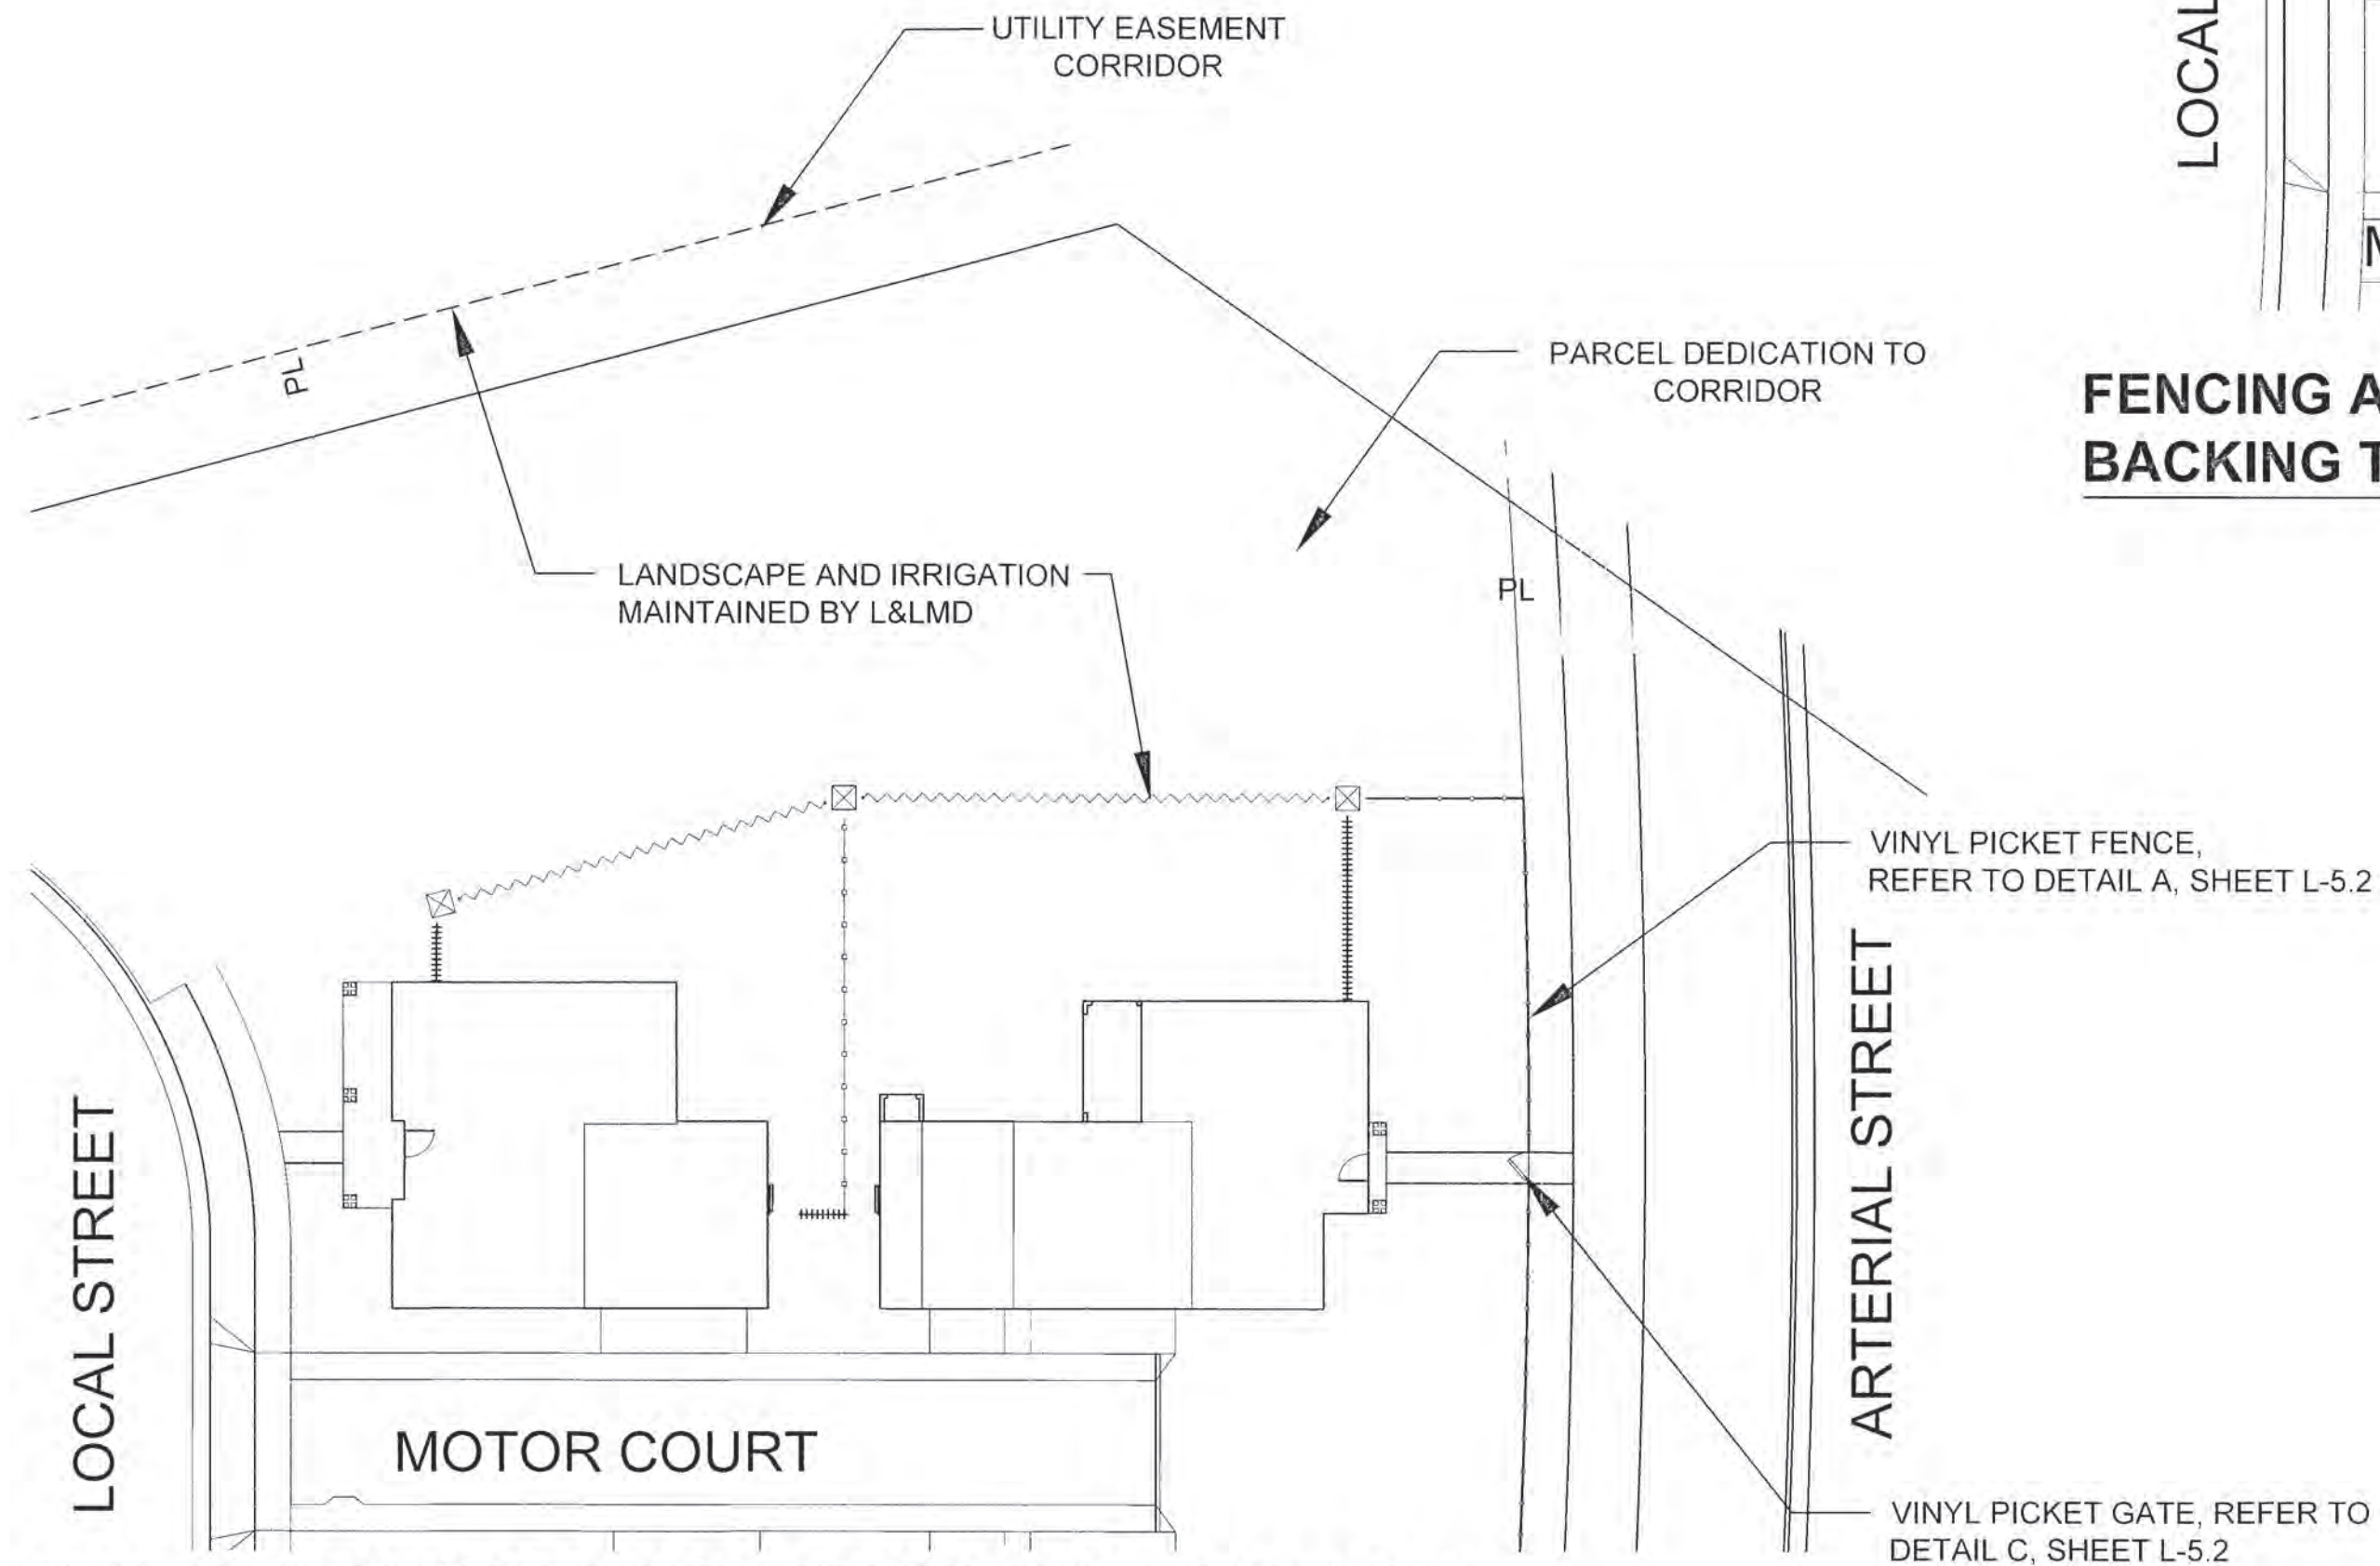 UTILITY EASEMENT
CORRIDOR
LOCAL
PL
PARCEL DEDICATION TO
CORRIDOR
FENCING A
BACKING T
LANDSCAPE AND IRRIGATION
MAINTAINED BY L&LMD
PL
VINYL PICKET FENCE,
REFER TO DETAIL A, SHEET L-5.2
LOCAL STREET
ARTERIAL STREET
MOTOR COURT
VINYL PICKET GATE, REFER TO
DETAIL C, SHEET L-5.2